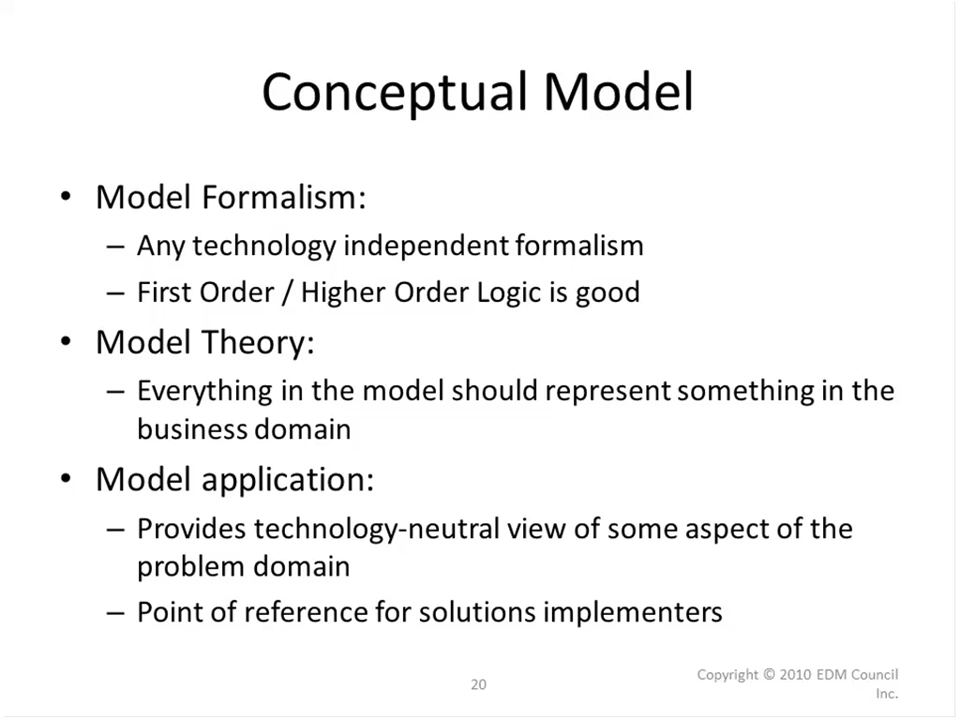 Conceptual Model
• Model Formalism:
– Any technology independent formalism
– First Order / Higher Order Logic is good
• Model Theory:
– Everything in the model should represent something in the
business domain
• Model application:
– Provides technology-neutral view of some aspect of the
problem domain
– Point of reference for solutions implementers
20
Copyright © 2010 EDM Council
Inc.